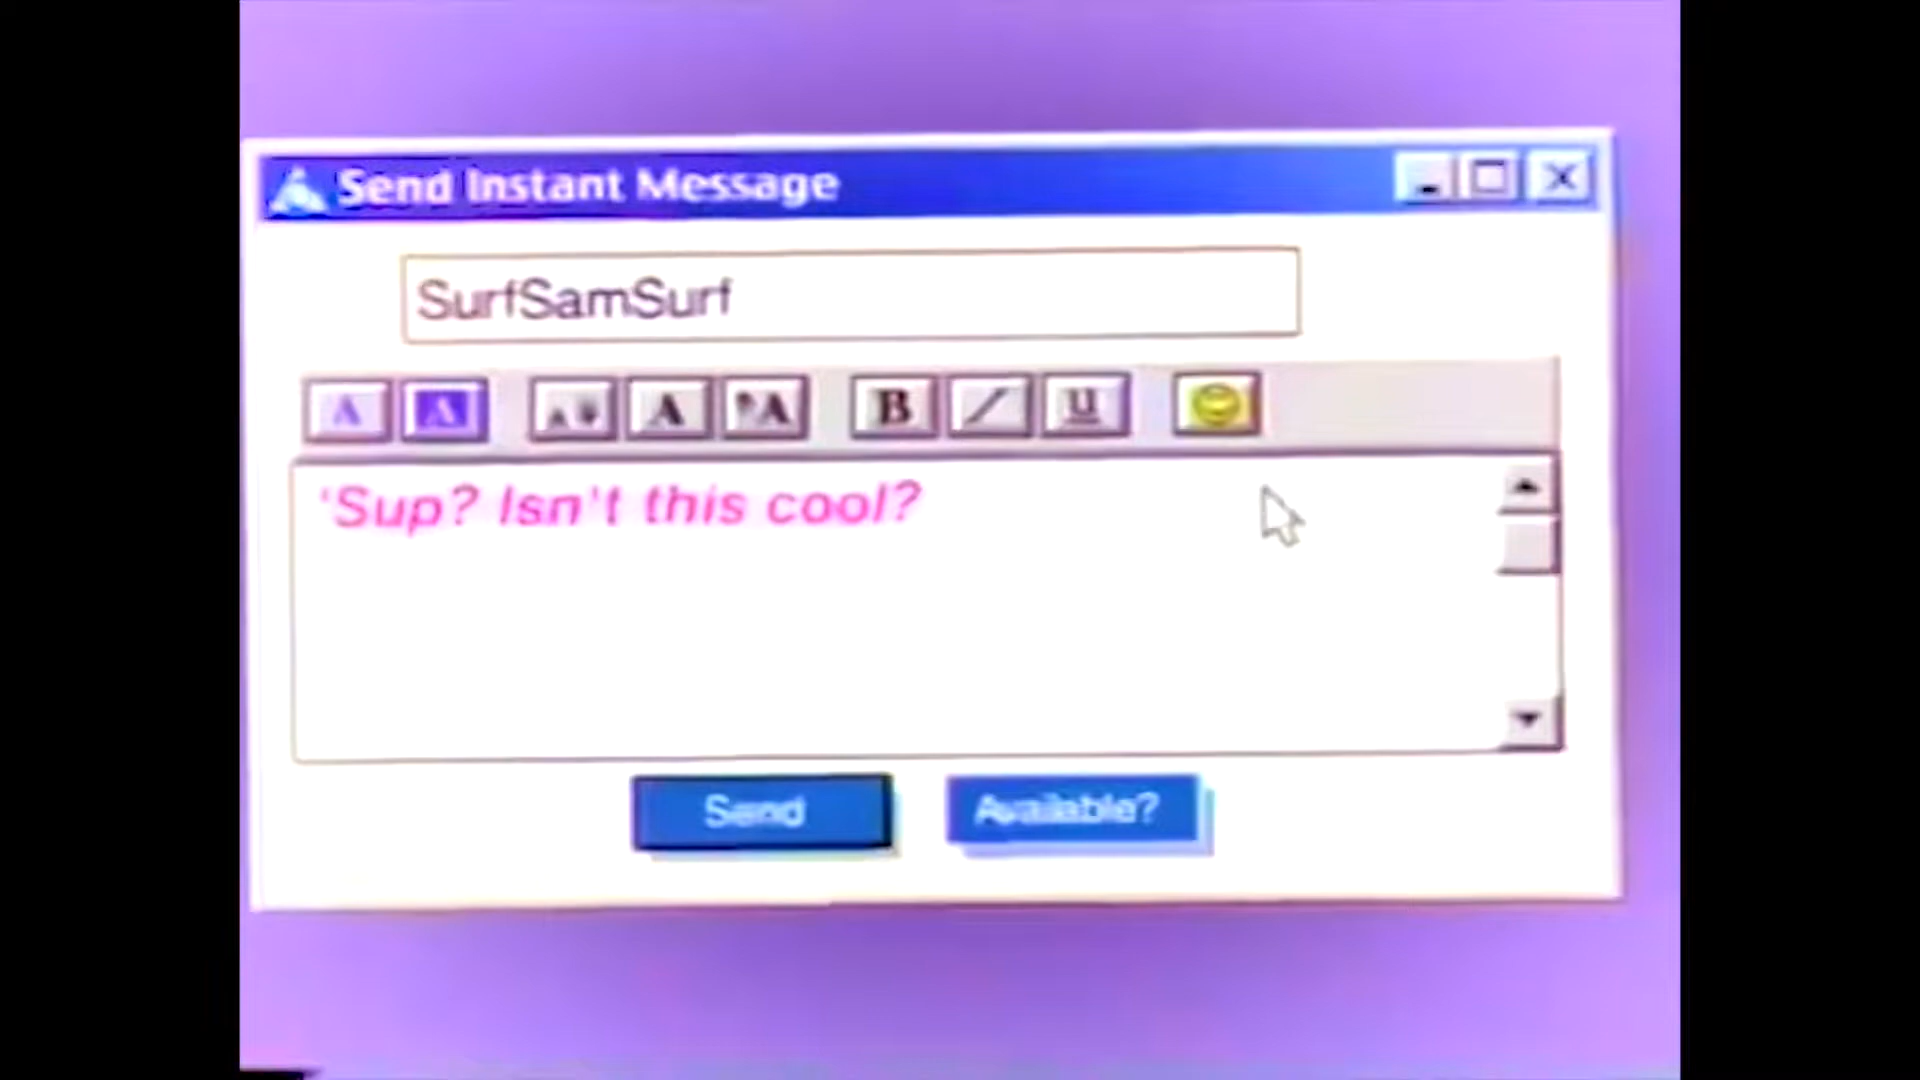 Send Instant Message
SurfSamSurf
A A A A A B / U
'Sup? Isn't this cool?
Send Available?